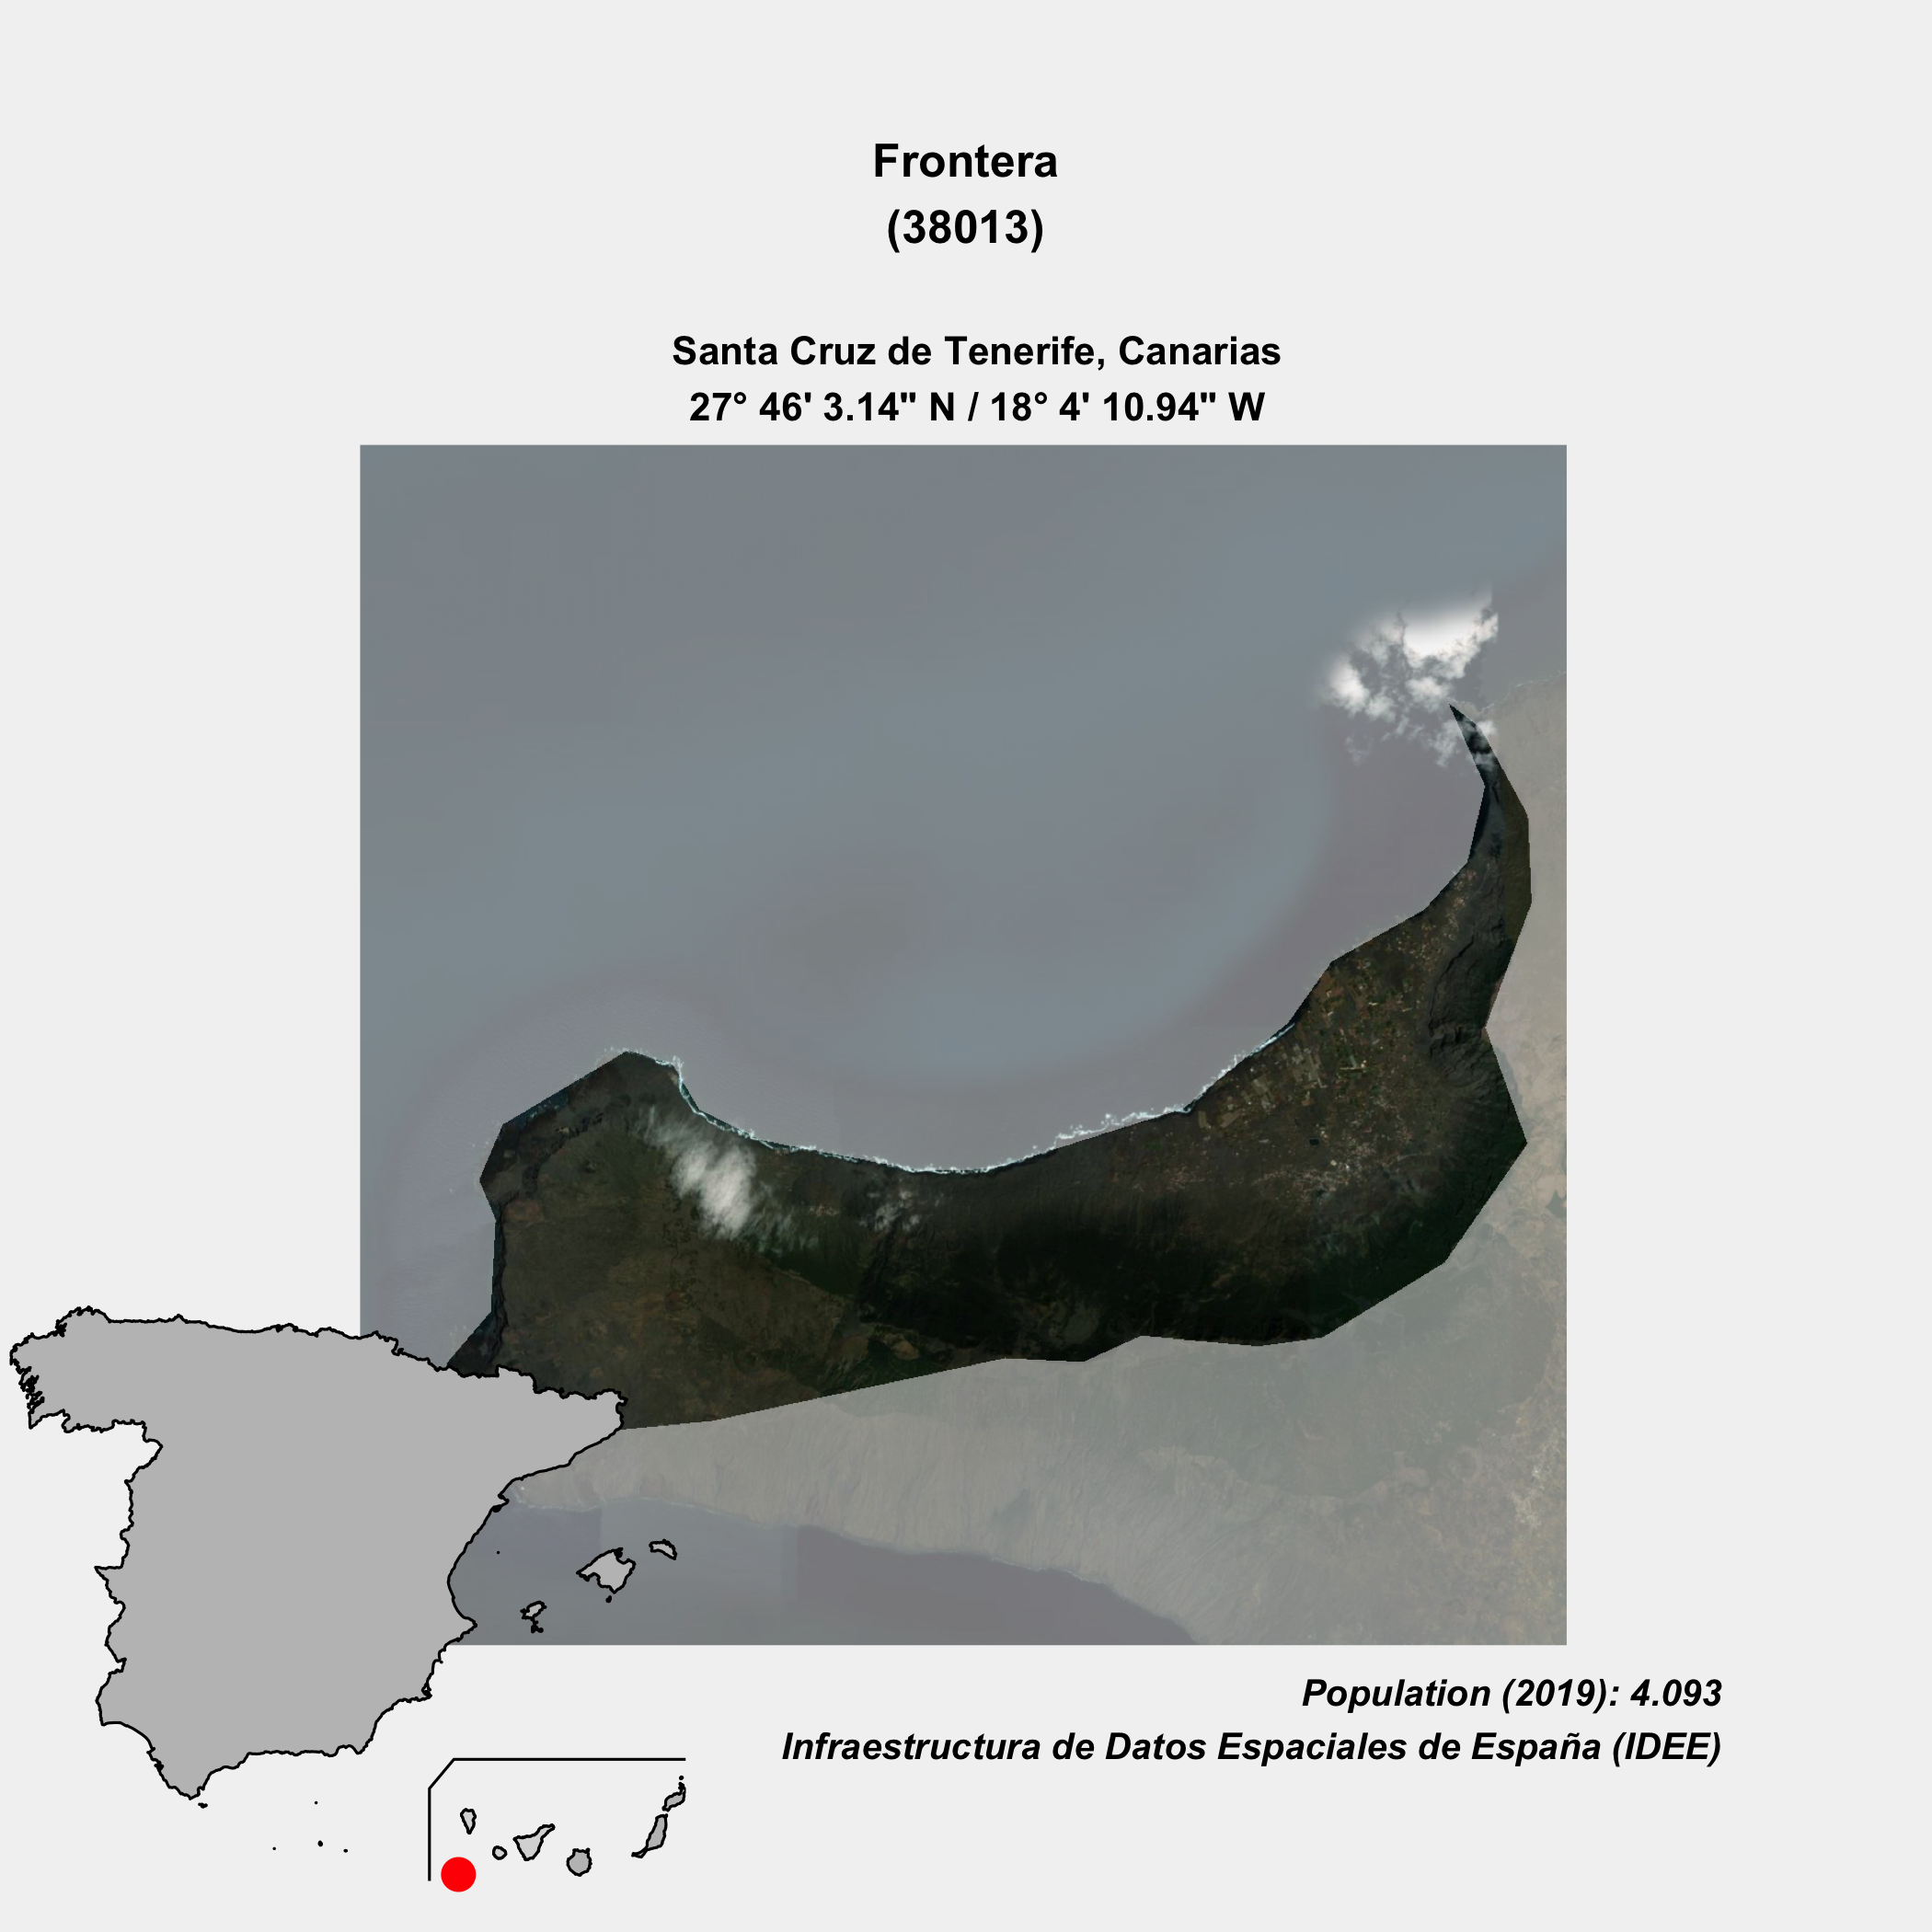 Frontera
(38013)
Santa Cruz de Tenerife, Canarias
27° 46' 3.14" N / 18° 4' 10.94" W
Population (2019): 4.093
Infraestructura de Datos Espaciales de España (IDEE)